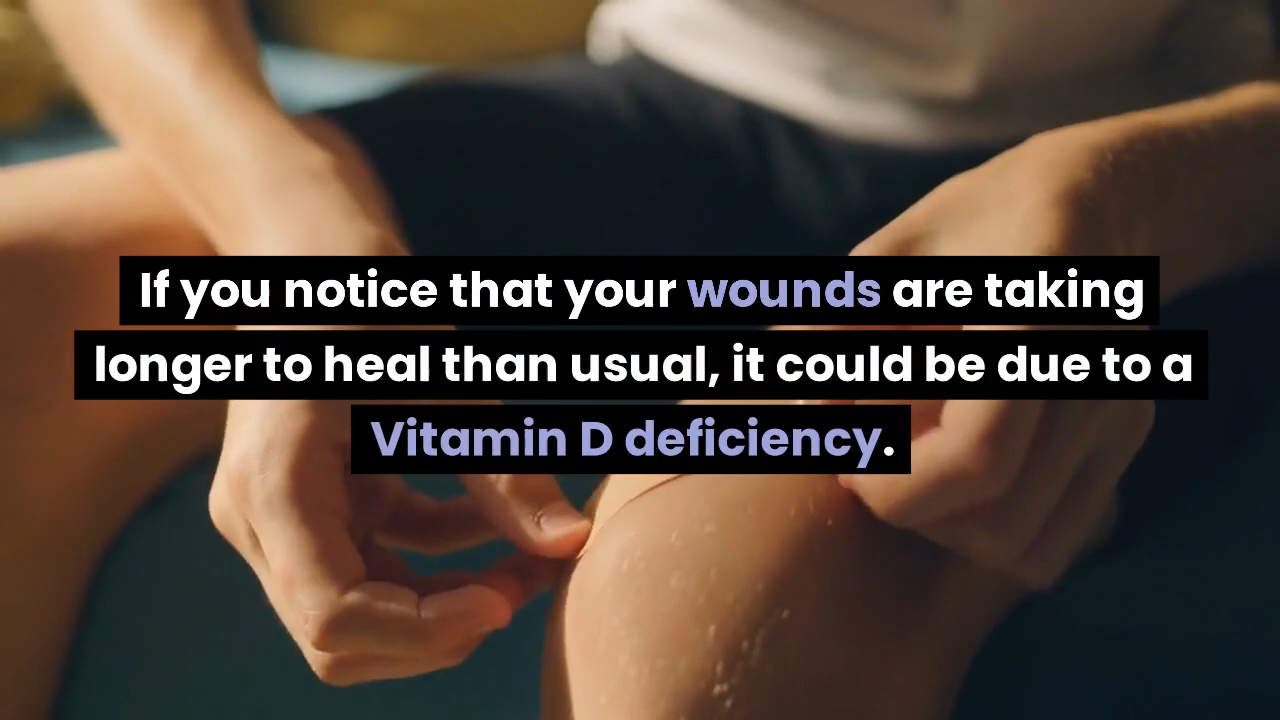 If you notice that your wounds are taking
longer to heal than usual, it could be due to a
Vitamin D deficiency.